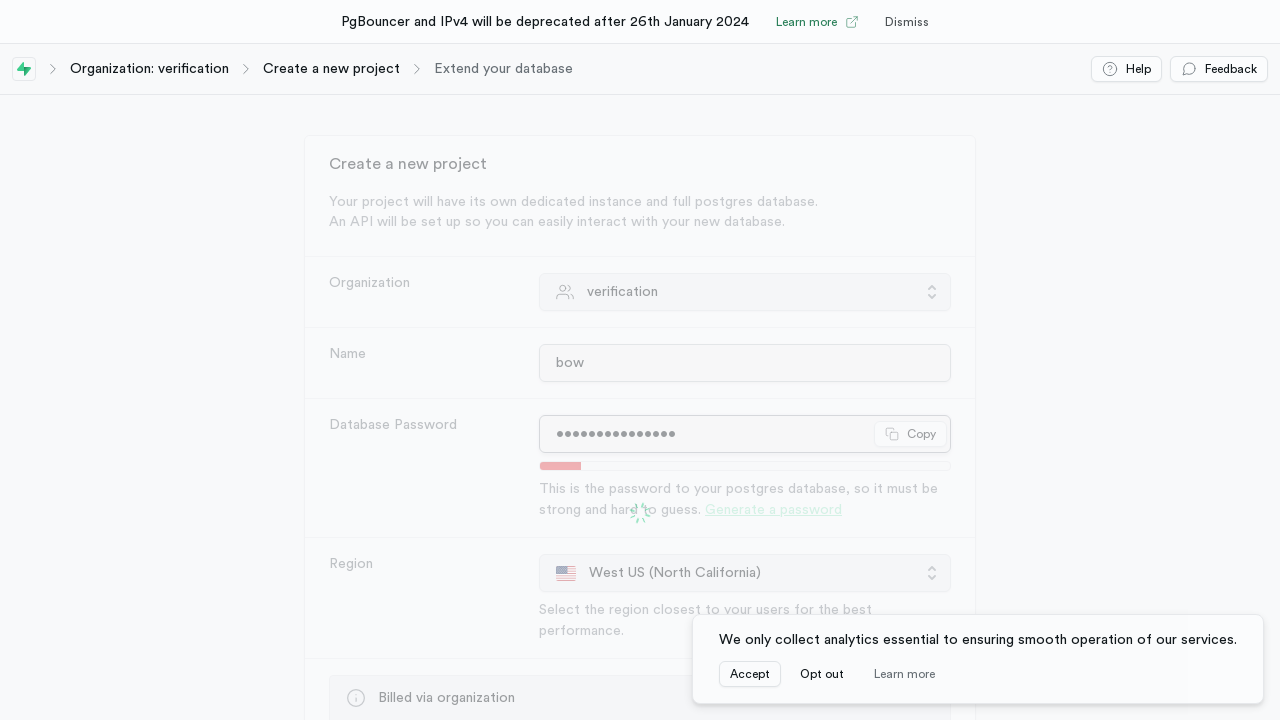 PgBouncer and IPv4 will be deprecated after 26th January 2024 Learn more Dismiss
Organization: verification Create a new project Extend your database Help Feedback
Create a new project
Your project will have its own dedicated instance and full postgres database.
An API will be set up so you can easily interact with your new database.
Organization verification
Name bow
Database Password ••••••••••••••• Copy
This is the password to your postgres database, so it must be
strong and hard to guess. Generate a password
Region West US (North California)
Select the region closest to your users for the best
performance.
We only collect analytics essential to ensuring smooth operation of our services.
Accept Opt out Learn more
Billed via organization